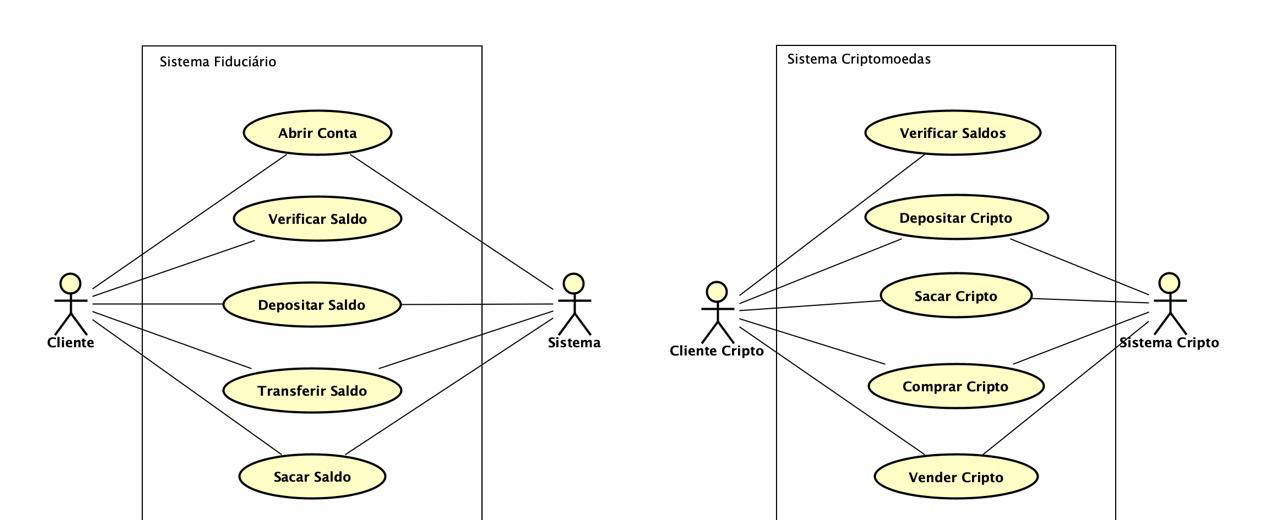 Sistema Fiduciário
Abrir Conta
Verificar Saldo
Depositar Saldo
Transferir Saldo
Sacar Saldo
Cliente
Sistema
Sistema Criptomoedas
Verificar Saldos
Depositar Cripto
Sacar Cripto
Comprar Cripto
Vender Cripto
Cliente Cripto
Sistema Cripto